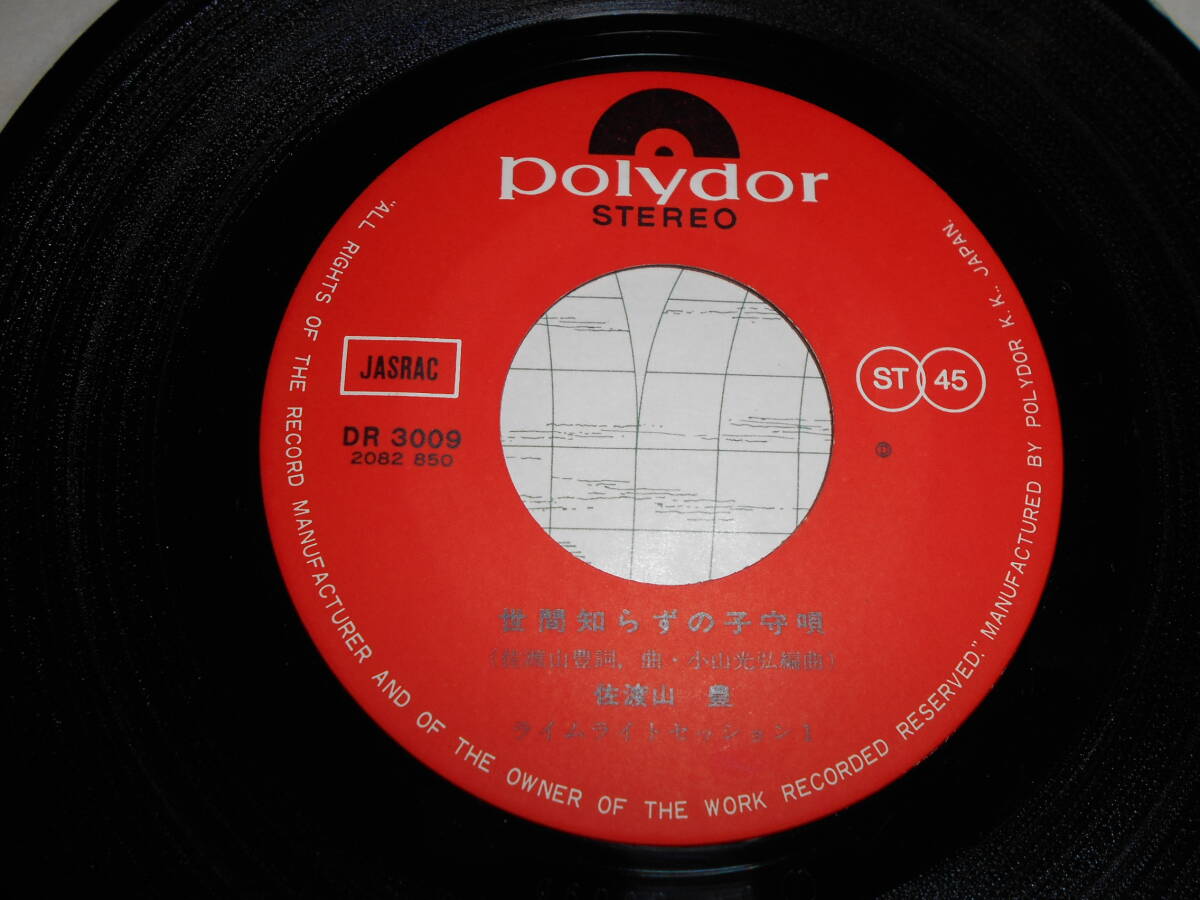 polydor
STEREO
JASRAC
DR 3009
2082 850
ST 45
Ⓓ
世間知らずの子守唄
(佐渡山豊詞，曲・小山光弘編曲)
佐渡山 豊
ライムライトセッション1
"ALL RIGHTS OF THE RECORD MANUFACTURER AND OF THE OWNER OF THE WORK RECORDED RESERVED." MANUFACTURED BY POLYDOR K. K., JAPAN.